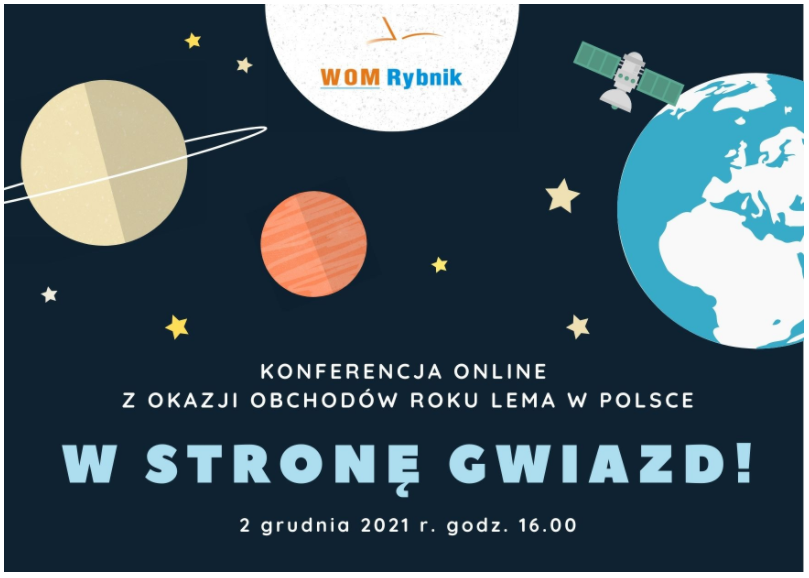 WOM Rybnik
KONFERENCJA ONLINE
Z OKAZJI OBCHODÓW ROKU LEMA W POLSCE
W STRONĘ GWIAZD!
2 grudnia 2021 r. godz. 16.00